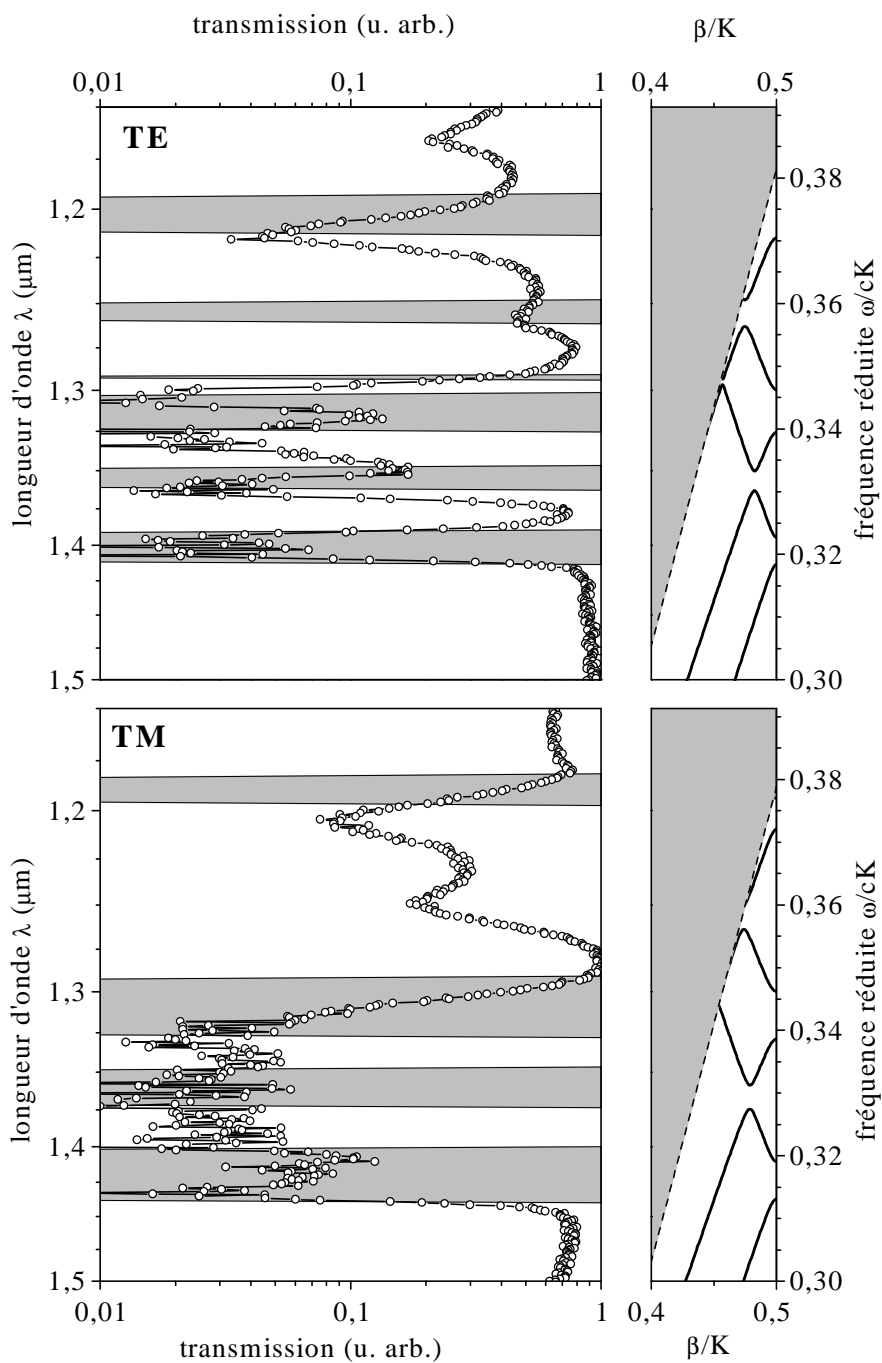 transmission (u. arb.)
β/K
0,01
0,1
1
0,4
0,5
TE
longueur d'onde λ (μm)
1,2
1,3
1,4
1,5
0,38
0,36
0,34
0,32
0,30
fréquence réduite ω/cK
TM
longueur d'onde λ (μm)
1,2
1,3
1,4
1,5
0,38
0,36
0,34
0,32
0,30
fréquence réduite ω/cK
0,01
0,1
1
0,4
0,5
transmission (u. arb.)
β/K